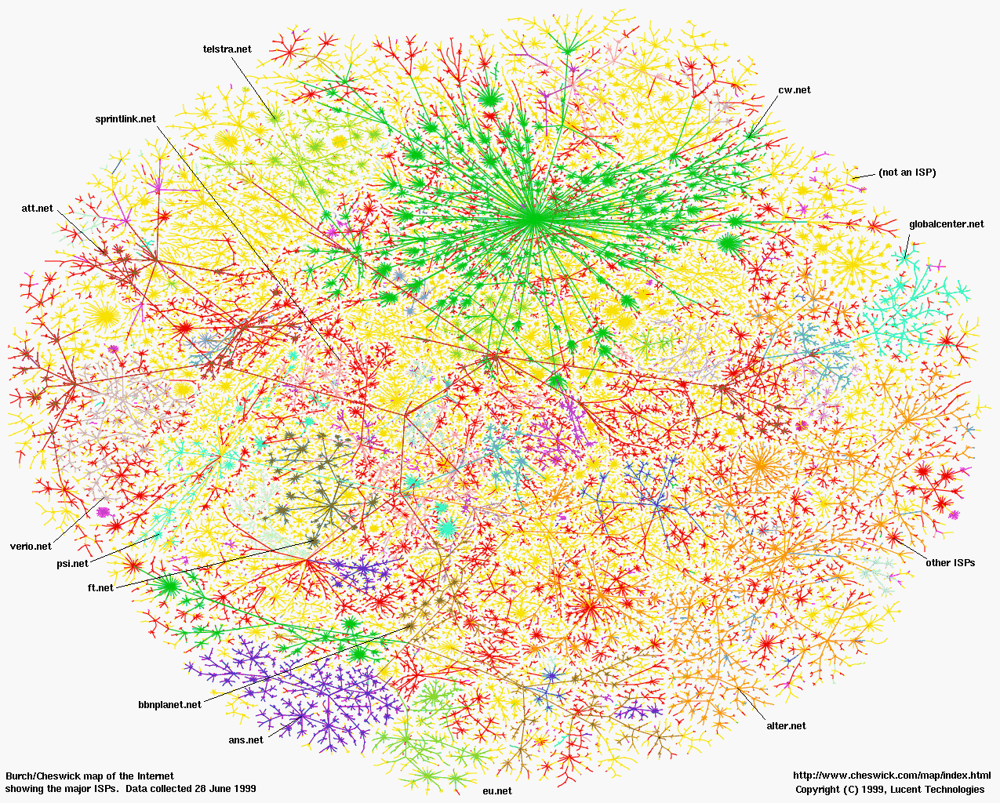 telstra.net
cw.net
sprintlink.net
(not an ISP)
att.net
globalcenter.net
verio.net
psi.net
other ISPs
ft.net
bbnplanet.net
alter.net
ans.net
Burch/Cheswick map of the Internet
showing the major ISPs.  Data collected 28 June 1999
eu.net
http://www.cheswick.com/map/index.html
Copyright (C) 1999, Lucent Technologies